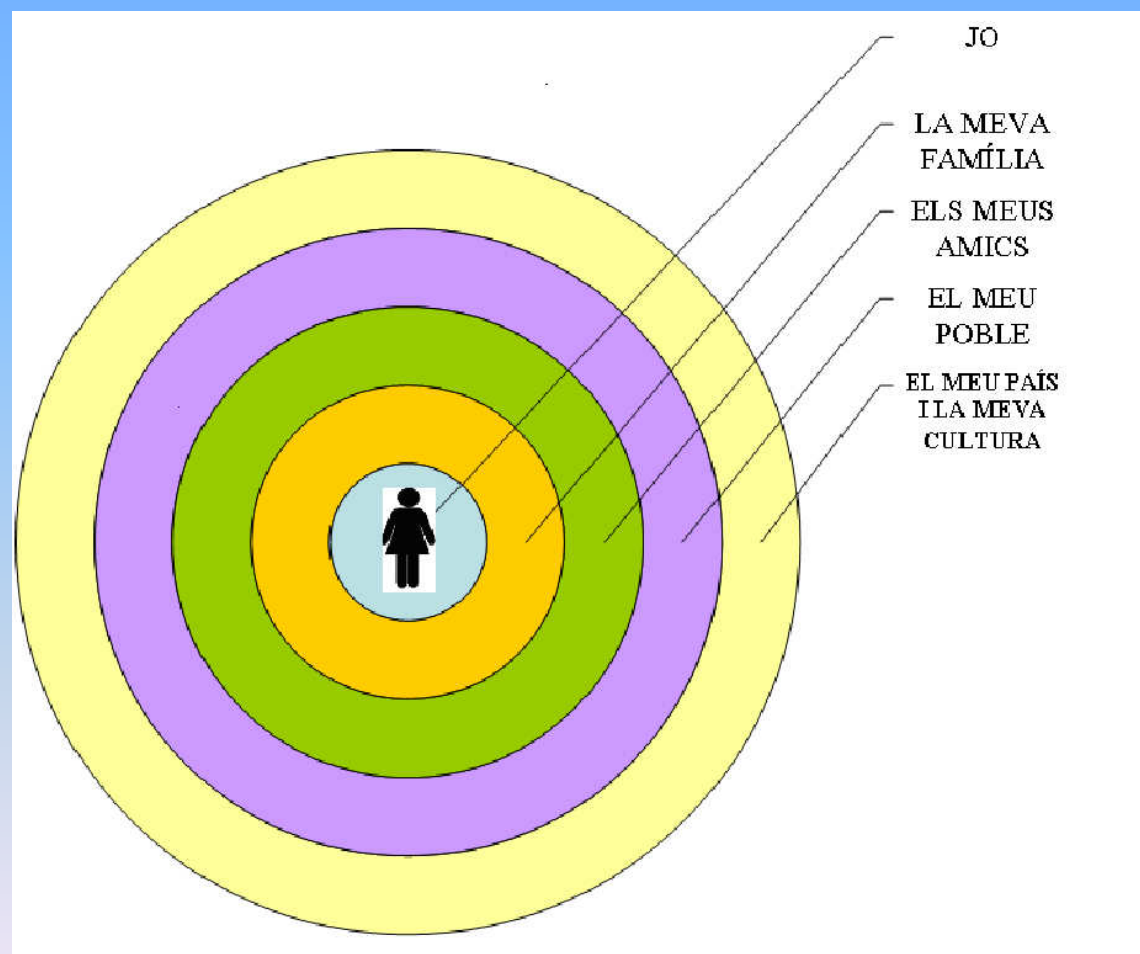 JO
LA MEVA
FAMÍLIA
ELS MEUS
AMICS
EL MEU
POBLE
EL MEU PAÍS
I LA MEVA
CULTURA